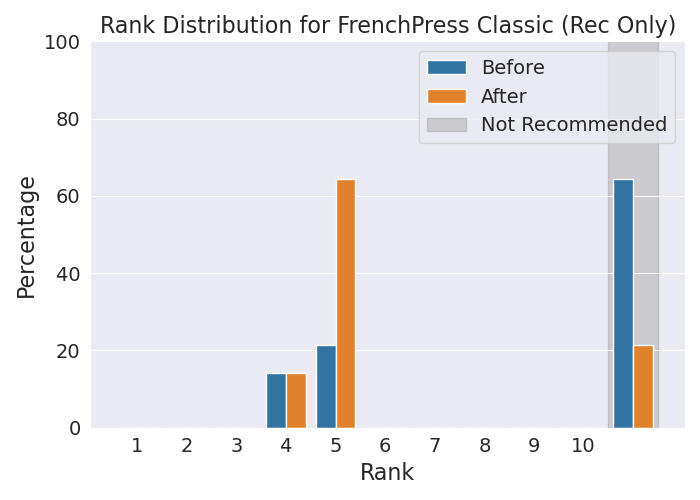 Rank Distribution for FrenchPress Classic (Rec Only)
Before
After
Not Recommended
Percentage
100
80
60
40
20
0
1 2 3 4 5 6 7 8 9 10
Rank